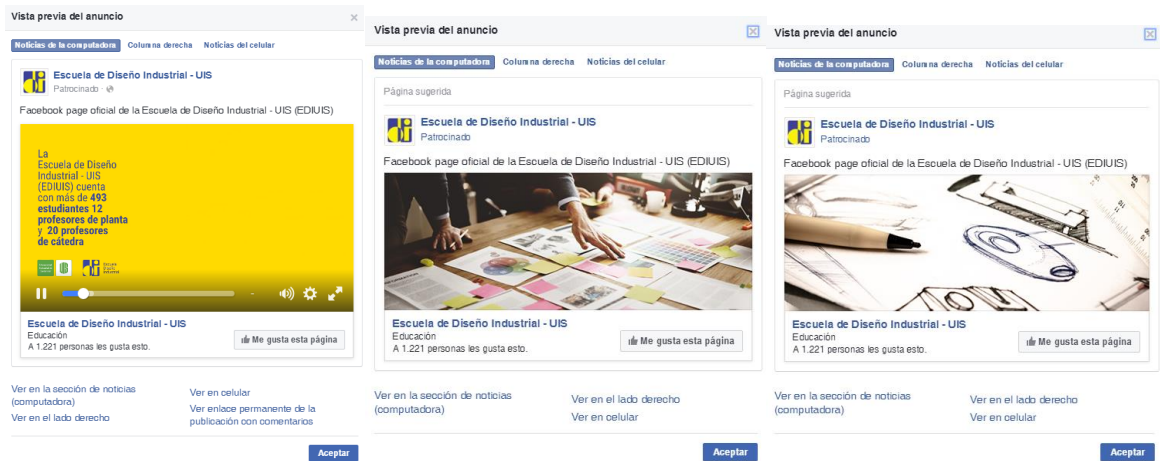 Vista previa del anuncio
Noticias de la computadora Columna derecha Noticias del celular
Escuela de Diseño Industrial - UIS
Patrocinado ·
Facebook page oficial de la Escuela de Diseño Industrial - UIS (EDIUIS)
La
Escuela de Diseño
Industrial - UIS
(EDIUIS) cuenta
con más de 493
estudiantes 12
profesores de planta
y 20 profesores
de cátedra
Escuela de Diseño Industrial - UIS
Educación
A 1.221 personas les gusta esto.
Me gusta esta página
Ver en la sección de noticias
(computadora)
Ver en el lado derecho
Ver en celular
Ver enlace permanente de la
publicación con comentarios
Aceptar
Vista previa del anuncio
Noticias de la computadora Columna derecha Noticias del celular
Página sugerida
Escuela de Diseño Industrial - UIS
Patrocinado
Facebook page oficial de la Escuela de Diseño Industrial - UIS (EDIUIS)
Escuela de Diseño Industrial - UIS
Educación
A 1.221 personas les gusta esto.
Me gusta esta página
Ver en la sección de noticias
(computadora)
Ver en el lado derecho
Ver en celular
Aceptar
Vista previa del anuncio
Noticias de la computadora Columna derecha Noticias del celular
Página sugerida
Escuela de Diseño Industrial - UIS
Patrocinado
Facebook page oficial de la Escuela de Diseño Industrial - UIS (EDIUIS)
Escuela de Diseño Industrial - UIS
Educación
A 1.221 personas les gusta esto.
Me gusta esta página
Ver en la sección de noticias
(computadora)
Ver en el lado derecho
Ver en celular
Aceptar